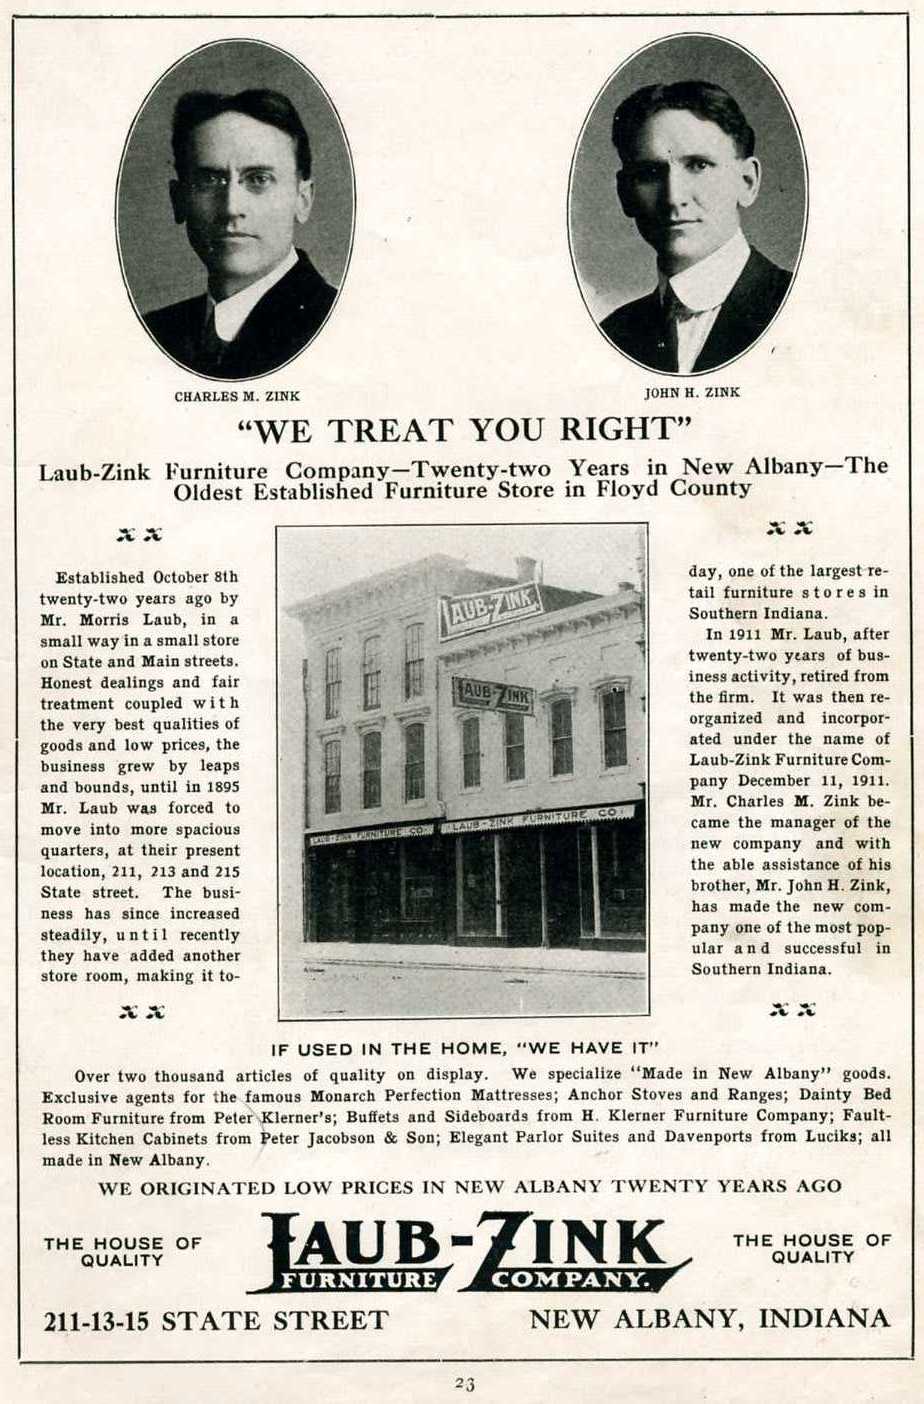 CHARLES M. ZINK
JOHN H. ZINK
"WE TREAT YOU RIGHT"
Laub-Zink Furniture Company—Twenty-two Years in New Albany—The
Oldest Established Furniture Store in Floyd County
Established October 8th
twenty-two years ago by
Mr. Morris Laub, in a
small way in a small store
on State and Main streets.
Honest dealings and fair
treatment coupled with
the very best qualities of
goods and low prices, the
business grew by leaps
and bounds, until in 1895
Mr. Laub was forced to
move into more spacious
quarters, at their present
location, 211, 213 and 215
State street. The busi-
ness has since increased
steadily, until recently
they have added another
store room, making it to-
LAUB-ZINK
LAUB-ZINK
LAUB-ZINK FURNITURE CO.
LAUB-ZINK FURNITURE CO.
day, one of the largest re-
tail furniture stores in
Southern Indiana.
In 1911 Mr. Laub, after
twenty-two years of bus-
iness activity, retired from
the firm. It was then re-
organized and incorpor-
ated under the name of
Laub-Zink Furniture Com-
pany December 11, 1911.
Mr. Charles M. Zink be-
came the manager of the
new company and with
the able assistance of his
brother, Mr. John H. Zink,
has made the new com-
pany one of the most pop-
ular and successful in
Southern Indiana.
IF USED IN THE HOME, "WE HAVE IT"
Over two thousand articles of quality on display. We specialize "Made in New Albany" goods.
Exclusive agents for the famous Monarch Perfection Mattresses; Anchor Stoves and Ranges; Dainty Bed
Room Furniture from Peter Klerner's; Buffets and Sideboards from H. Klerner Furniture Company; Fault-
less Kitchen Cabinets from Peter Jacobson & Son; Elegant Parlor Suites and Davenports from Luciks; all
made in New Albany.
WE ORIGINATED LOW PRICES IN NEW ALBANY TWENTY YEARS AGO
THE HOUSE OF
QUALITY
LAUB-ZINK
FURNITURE COMPANY.
THE HOUSE OF
QUALITY
211-13-15 STATE STREET
NEW ALBANY, INDIANA
23